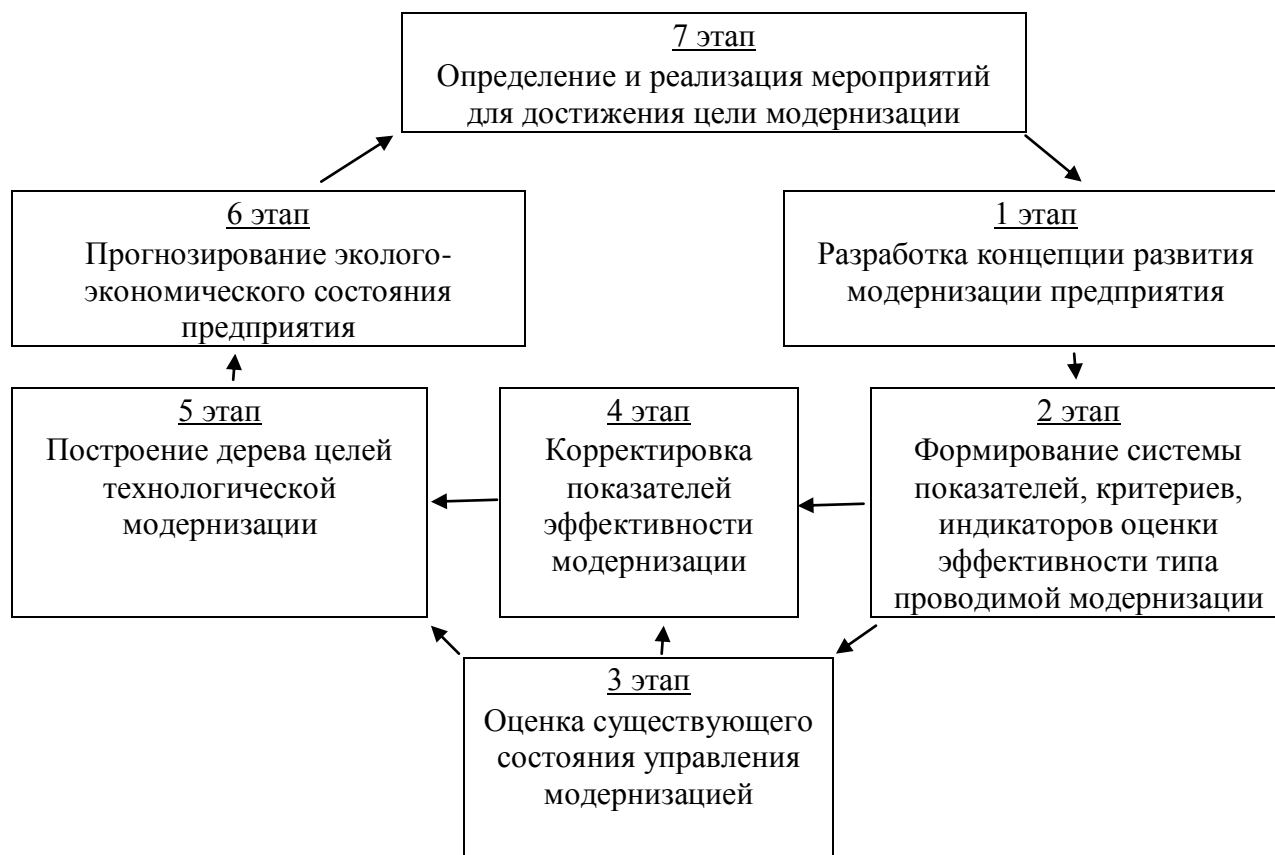 7 этап
Определение и реализация мероприятий
для достижения цели модернизации
6 этап
Прогнозирование эколого-
экономического состояния
предприятия
1 этап
Разработка концепции развития
модернизации предприятия
5 этап
Построение дерева целей
технологической
модернизации
4 этап
Корректировка
показателей
эффективности
модернизации
2 этап
Формирование системы
показателей, критериев,
индикаторов оценки
эффективности типа
проводимой модернизации
3 этап
Оценка существующего
состояния управления
модернизацией